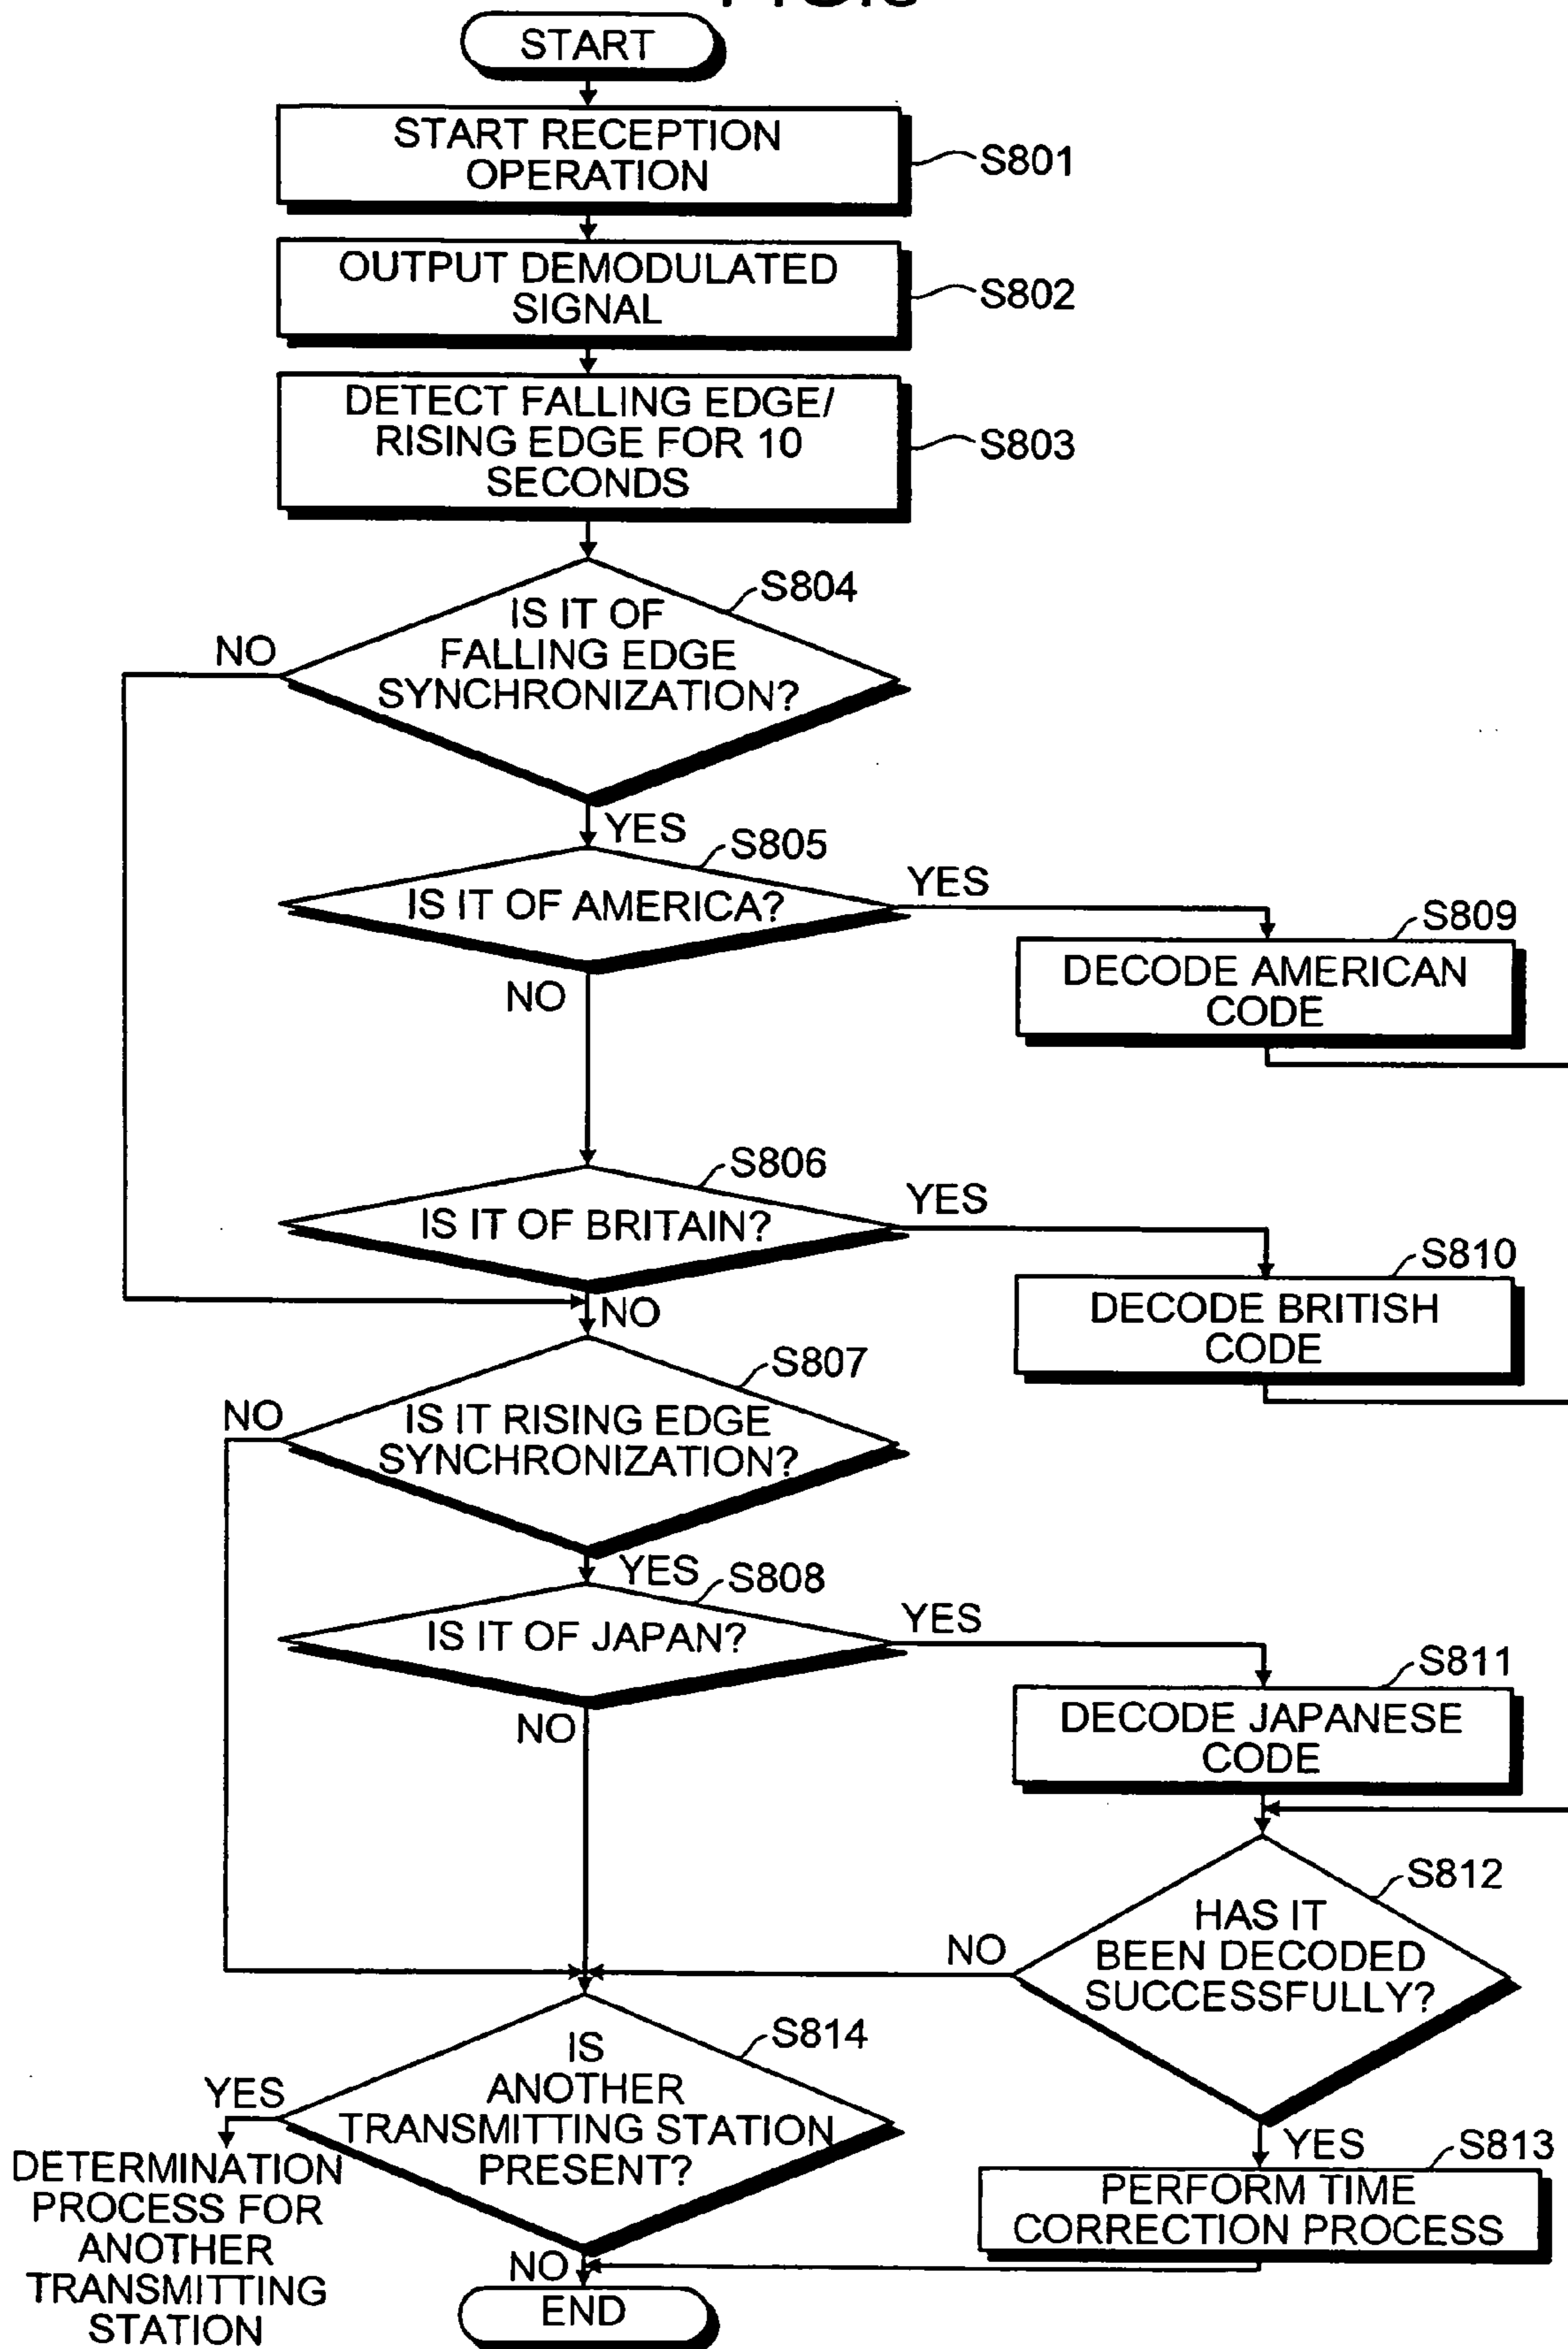 START
START RECEPTION
OPERATION
S801
OUTPUT DEMODULATED
SIGNAL
S802
DETECT FALLING EDGE/
RISING EDGE FOR 10
SECONDS
S803
S804
IS IT OF
FALLING EDGE
SYNCHRONIZATION?
NO
YES
S805
IS IT OF AMERICA?
YES
NO
S809
DECODE AMERICAN
CODE
S806
IS IT OF BRITAIN?
YES
NO
S810
DECODE BRITISH
CODE
S807
IS IT RISING EDGE
SYNCHRONIZATION?
NO
YES
S808
IS IT OF JAPAN?
YES
NO
S811
DECODE JAPANESE
CODE
S812
HAS IT
BEEN DECODED
SUCCESSFULLY?
NO
YES
S814
IS
ANOTHER
TRANSMITTING STATION
PRESENT?
YES
DETERMINATION
PROCESS FOR
ANOTHER
TRANSMITTING
STATION
S813
PERFORM TIME
CORRECTION PROCESS
NO
END